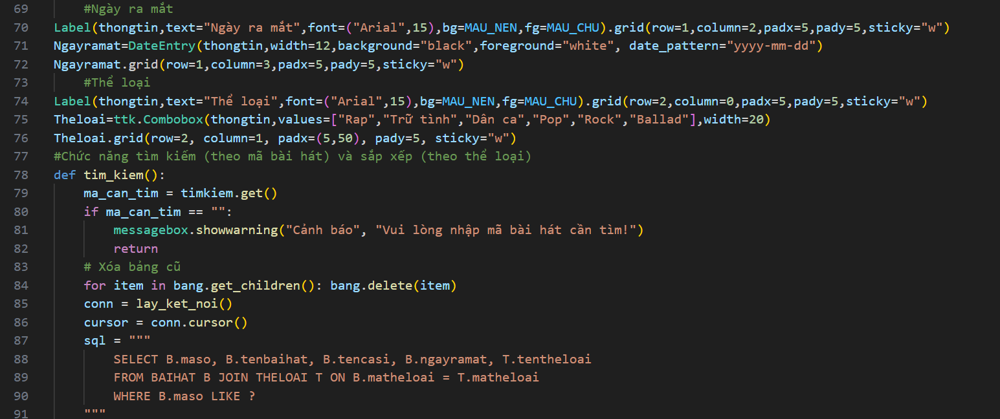 69 #Ngày ra mắt
70 Label(thongtin,text="Ngày ra mắt",font=("Arial",15),bg=MAU_NEN,fg=MAU_CHU).grid(row=1,column=2,padx=5,pady=5,sticky="w")
71 Ngayramat=DateEntry(thongtin,width=12,background="black",foreground="white", date_pattern="yyyy-mm-dd")
72 Ngayramat.grid(row=1,column=3,padx=5,pady=5,sticky="w")
73 #Thể loại
74 Label(thongtin,text="Thể loại",font=("Arial",15),bg=MAU_NEN,fg=MAU_CHU).grid(row=2,column=0,padx=5,pady=5,sticky="w")
75 Theloai=ttk.Combobox(thongtin,values=["Rap","Trữ tình","Dân ca","Pop","Rock","Ballad"],width=20)
76 Theloai.grid(row=2, column=1, padx=(5,50), pady=5, sticky="w")
77 #Chức năng tìm kiếm (theo mã bài hát) và sắp xếp (theo thể loại)
78 def tim_kiem():
79 ma_can_tim = timkiem.get()
80 if ma_can_tim == "":
81 messagebox.showwarning("Cảnh báo", "Vui lòng nhập mã bài hát cần tìm!")
82 return
83 # Xóa bảng cũ
84 for item in bang.get_children(): bang.delete(item)
85 conn = lay_ket_noi()
86 cursor = conn.cursor()
87 sql = """
88 SELECT B.maso, B.tenbaihat, B.tencasi, B.ngayramat, T.tentheloai
89 FROM BAIHAT B JOIN THELOAI T ON B.matheloai = T.matheloai
90 WHERE B.maso LIKE ?
91 """